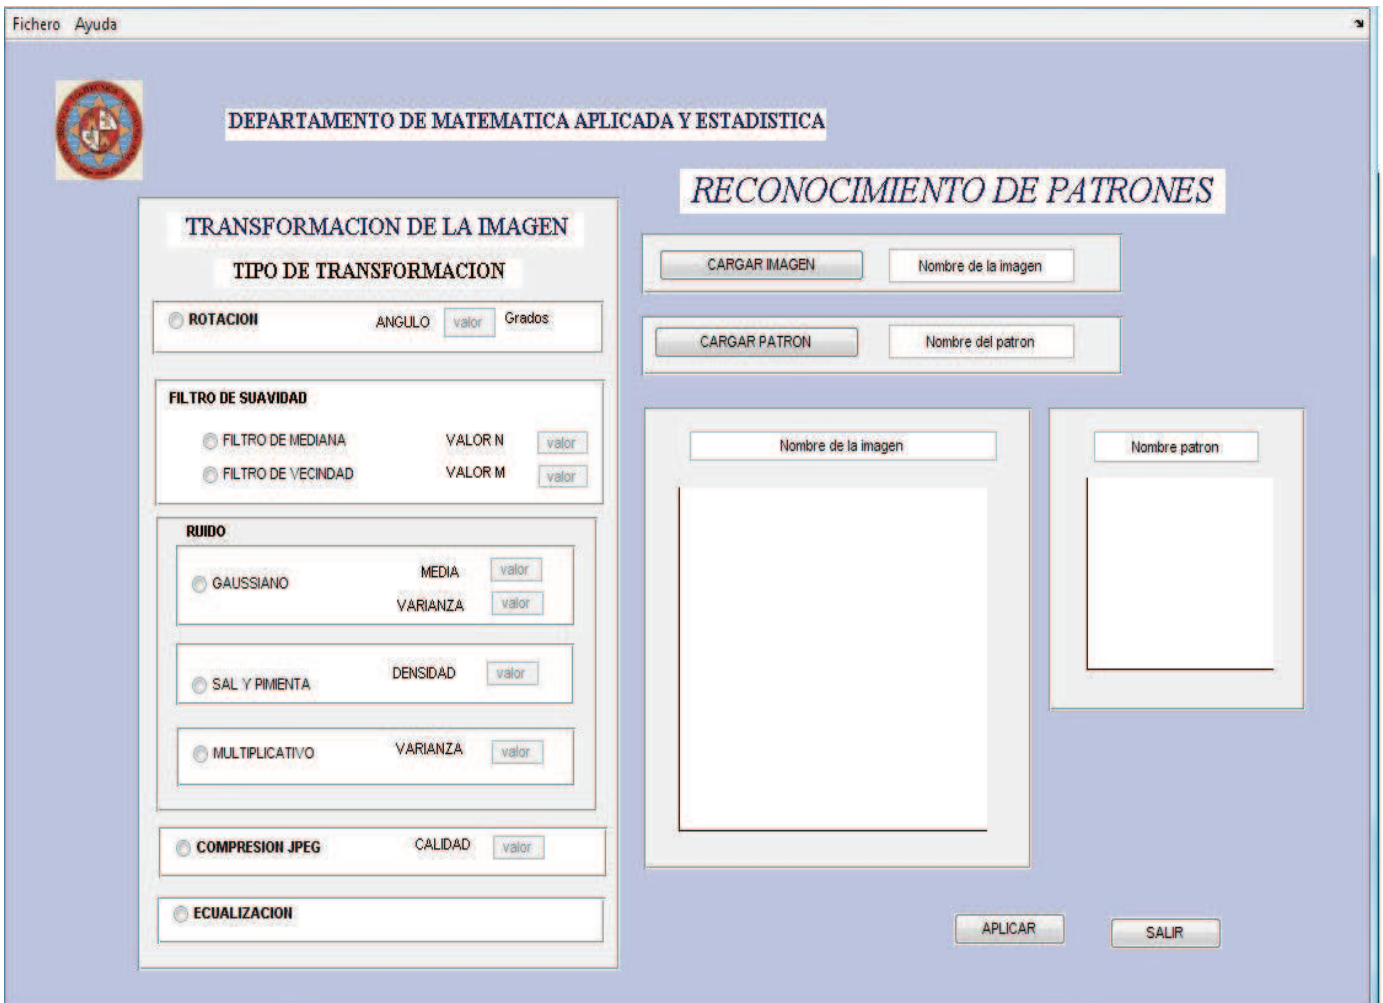 Fichero Ayuda
DEPARTAMENTO DE MATEMATICA APLICADA Y ESTADISTICA
RECONOCIMIENTO DE PATRONES
TRANSFORMACION DE LA IMAGEN
TIPO DE TRANSFORMACION
ROTACION ANGULO valor Grados
FILTRO DE SUAVIDAD
FILTRO DE MEDIANA VALOR N valor
FILTRO DE VECINDAD VALOR M valor
RUIDO
GAUSSIANO MEDIA valor
VARIANZA valor
SAL Y PIMIENTA DENSIDAD valor
MULTIPLICATIVO VARIANZA valor
COMPRESION JPEG CALIDAD valor
ECUALIZACION
CARGAR IMAGEN Nombre de la imagen
CARGAR PATRON Nombre del patron
Nombre de la imagen
Nombre patron
APLICAR
SALIR